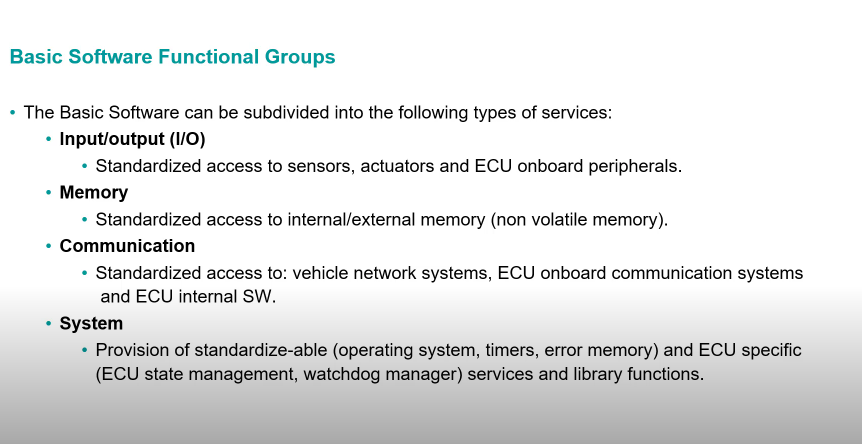 Basic Software Functional Groups
• The Basic Software can be subdivided into the following types of services:
• Input/output (I/O)
• Standardized access to sensors, actuators and ECU onboard peripherals.
• Memory
• Standardized access to internal/external memory (non volatile memory).
• Communication
• Standardized access to: vehicle network systems, ECU onboard communication systems
and ECU internal SW.
• System
• Provision of standardize-able (operating system, timers, error memory) and ECU specific
(ECU state management, watchdog manager) services and library functions.